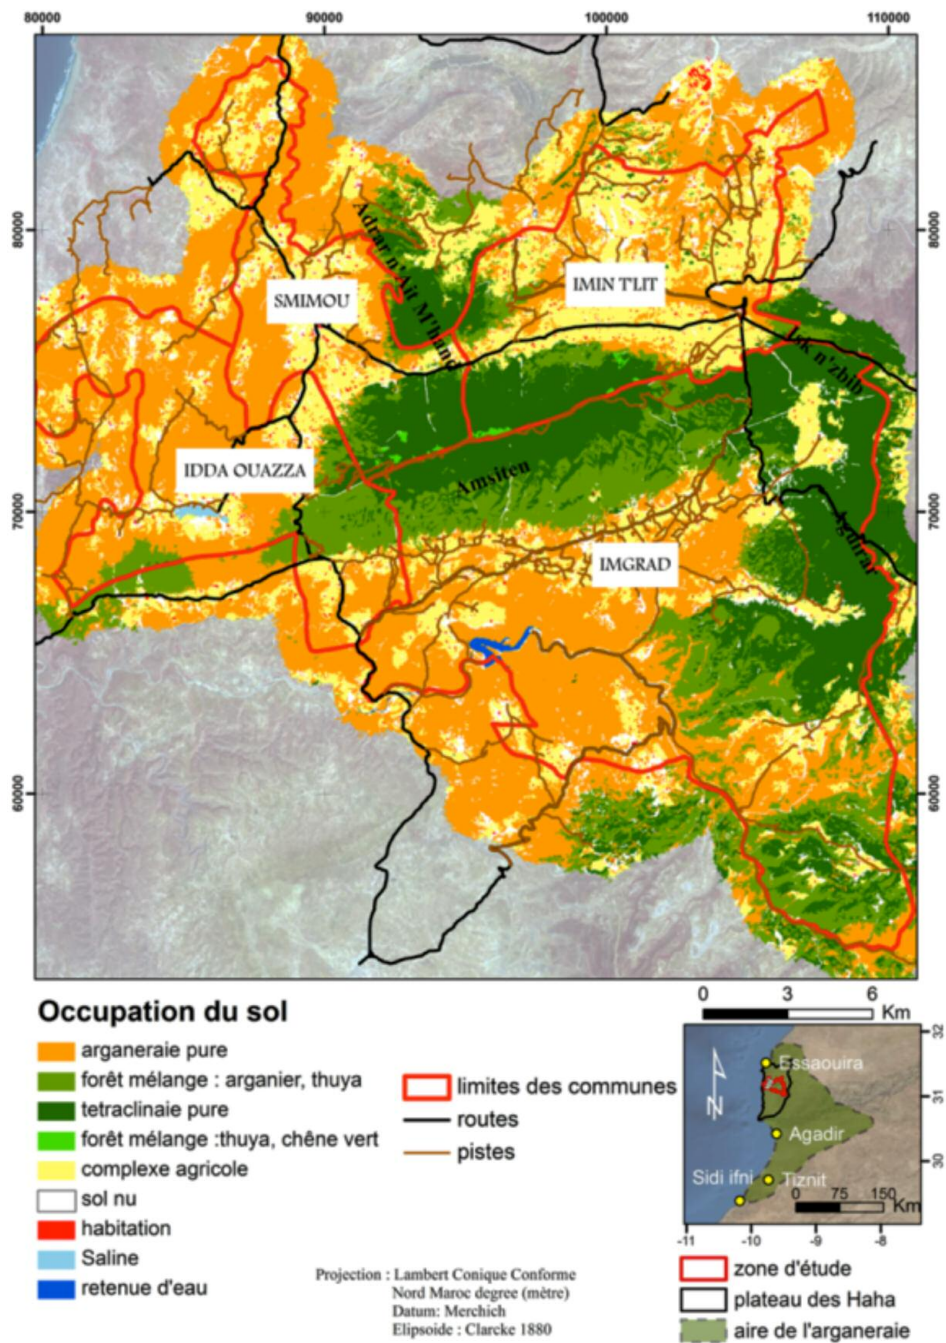 80000 90000 100000 110000
80000 80000
70000 70000
60000 60000
Adrar n'Ait M'hand
SMIMOU
IMIN T'LIT
IDDA OUAZZA
Amsiten
IMGRAD
Occupation du sol
arganeraie pure
forêt mélange : arganier, thuya
tetraclinaie pure
forêt mélange :thuya, chêne vert
complexe agricole
sol nu
habitation
Saline
retenue d'eau
limites des communes
routes
pistes
0 3 6
Km
N
Essaouira
Agadir
Sidi ifni
Tiznit
0 75 150
Km
32
31
30
-11 -10 -9 -8
zone d'étude
plateau des Haha
aire de l'arganeraie
Projection : Lambert Conique Conforme
Nord Maroc degree (mètre)
Datum: Merchich
Elipsoide : Clarcke 1880